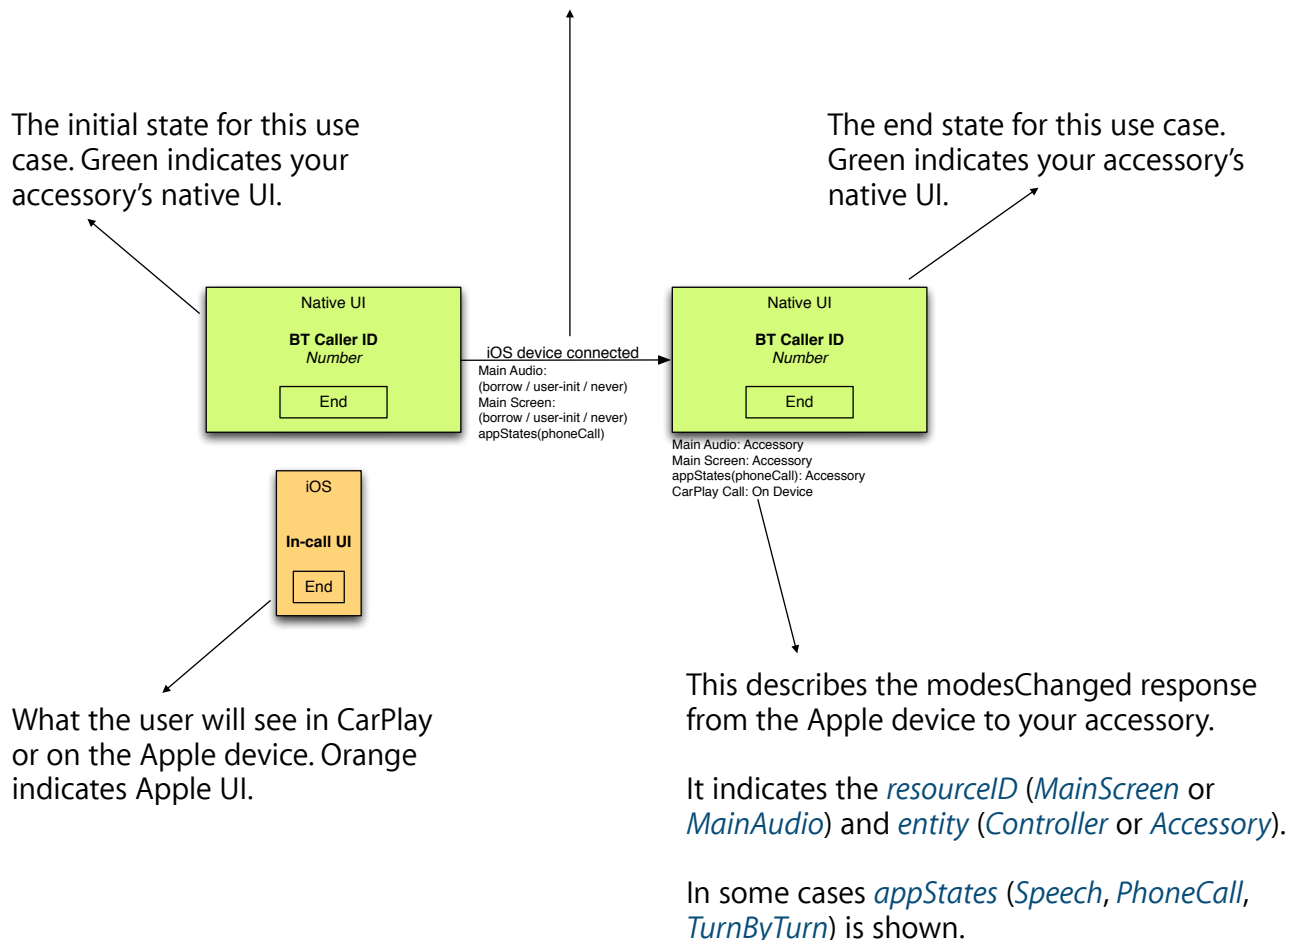 The initial state for this use
case. Green indicates your
accessory's native UI.
The end state for this use case.
Green indicates your accessory's
native UI.
Native UI
BT Caller ID
Number
End
iOS device connected
Main Audio:
(borrow / user-init / never)
Main Screen:
(borrow / user-init / never)
appStates(phoneCall)
Native UI
BT Caller ID
Number
End
Main Audio: Accessory
Main Screen: Accessory
appStates(phoneCall): Accessory
CarPlay Call: On Device
iOS
In-call UI
End
What the user will see in CarPlay
or on the Apple device. Orange
indicates Apple UI.
This describes the modesChanged response
from the Apple device to your accessory.
It indicates the resourceID (MainScreen or
MainAudio) and entity (Controller or Accessory).
In some cases appStates (Speech, PhoneCall,
TurnByTurn) is shown.